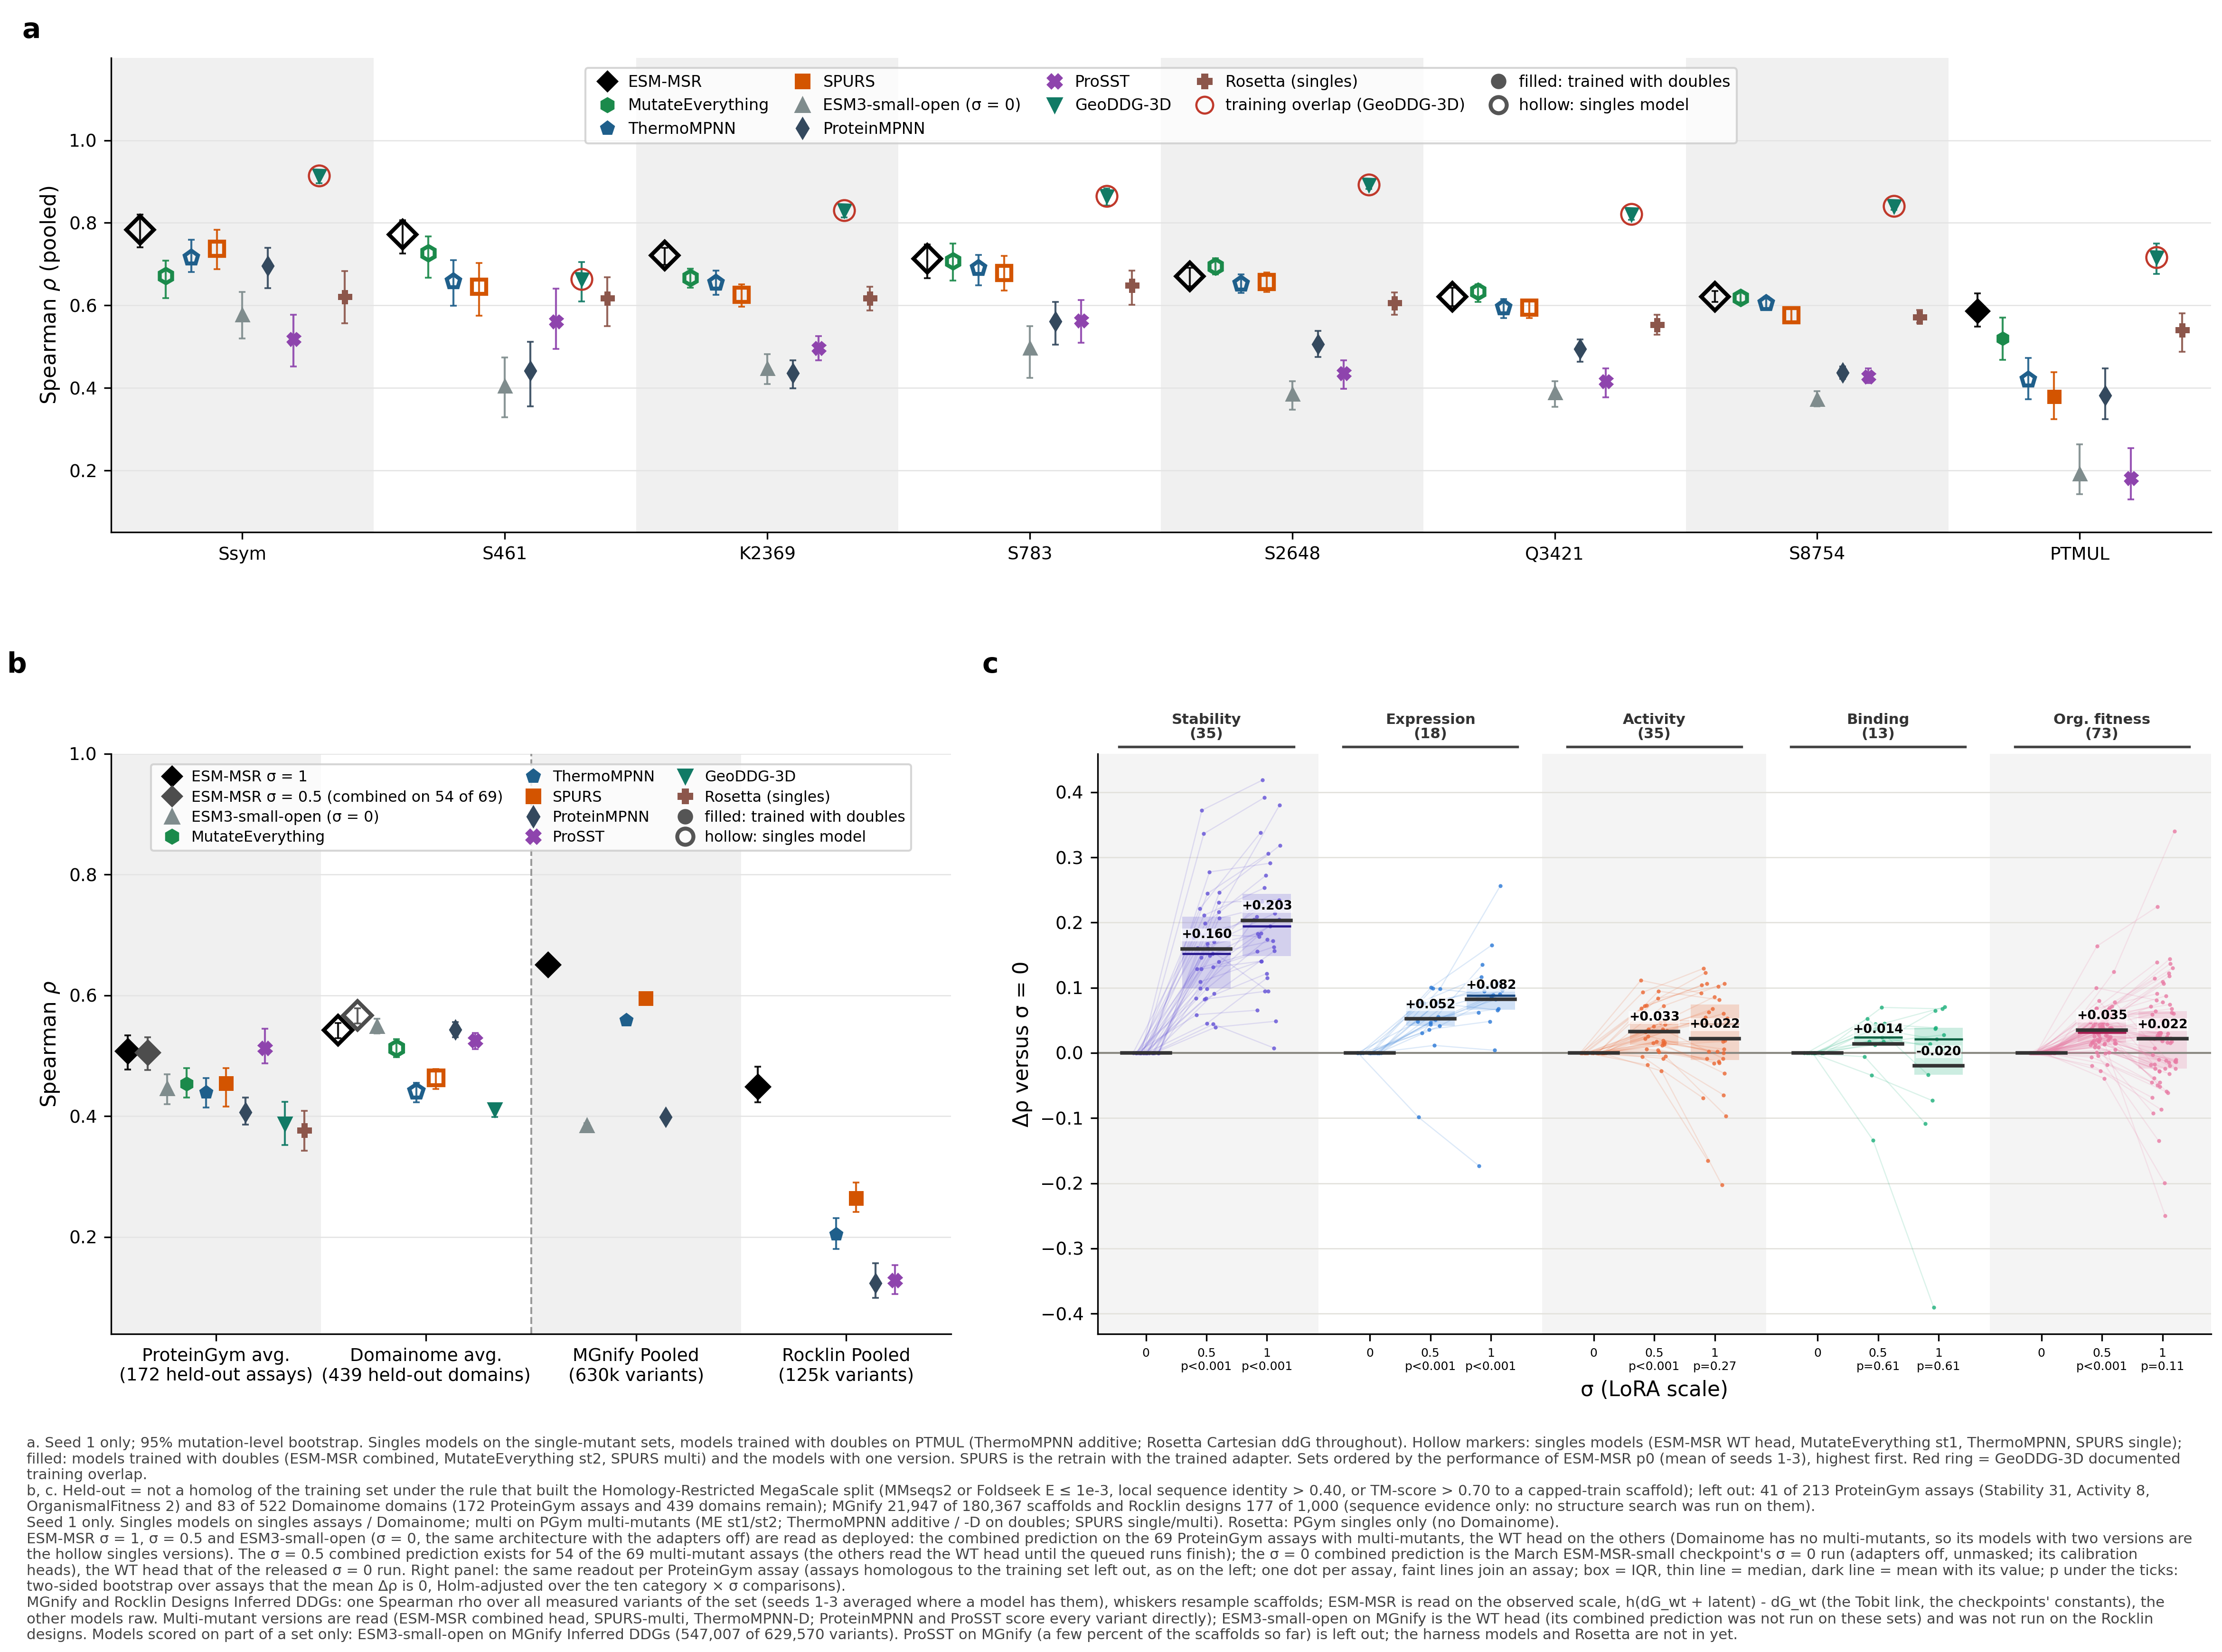 a
ESM-MSR
MutateEverything
ThermoMPNN
SPURS
ESM3-small-open (σ = 0)
ProteinMPNN
ProSST
GeoDDG-3D
Rosetta (singles)
training overlap (GeoDDG-3D)
filled: trained with doubles
hollow: singles model
Spearman ρ (pooled)
1.0
0.8
0.6
0.4
0.2
Ssym
S461
K2369
S783
S2648
Q3421
S8754
PTMUL
b
ESM-MSR σ = 1
ESM-MSR σ = 0.5 (combined on 54 of 69)
ESM3-small-open (σ = 0)
MutateEverything
ThermoMPNN
SPURS
ProteinMPNN
ProSST
GeoDDG-3D
Rosetta (singles)
filled: trained with doubles
hollow: singles model
Spearman ρ
1.0
0.8
0.6
0.4
0.2
ProteinGym avg.
(172 held-out assays)
Domainome avg.
(439 held-out domains)
MGnify Pooled
(630k variants)
Rocklin Pooled
(125k variants)
c
Stability
(35)
Expression
(18)
Activity
(35)
Binding
(13)
Org. fitness
(73)
Δρ versus σ = 0
0.4
0.3
0.2
0.1
0.0
−0.1
−0.2
−0.3
−0.4
+0.160
+0.203
+0.052
+0.082
+0.033
+0.022
+0.014
-0.020
+0.035
+0.022
0
0.5
p<0.001
1
p<0.001
0
0.5
p<0.001
1
p<0.001
0
0.5
p<0.001
1
p=0.27
0
0.5
p=0.61
1
p=0.61
0
0.5
p<0.001
1
p=0.11
σ (LoRA scale)
a. Seed 1 only; 95% mutation-level bootstrap. Singles models on the single-mutant sets, models trained with doubles on PTMUL (ThermoMPNN additive; Rosetta Cartesian ddG throughout). Hollow markers: singles models (ESM-MSR WT head, MutateEverything st1, ThermoMPNN, SPURS single);
filled: models trained with doubles (ESM-MSR combined, MutateEverything st2, SPURS multi) and the models with one version. SPURS is the retrain with the trained adapter. Sets ordered by the performance of ESM-MSR p0 (mean of seeds 1-3), highest first. Red ring = GeoDDG-3D documented
training overlap.
b, c. Held-out = not a homolog of the training set under the rule that built the Homology-Restricted MegaScale split (MMseqs2 or Foldseek E ≤ 1e-3, local sequence identity > 0.40, or TM-score > 0.70 to a capped-train scaffold); left out: 41 of 213 ProteinGym assays (Stability 31, Activity 8,
OrganismalFitness 2) and 83 of 522 Domainome domains (172 ProteinGym assays and 439 domains remain); MGnify 21,947 of 180,367 scaffolds and Rocklin designs 177 of 1,000 (sequence evidence only: no structure search was run on them).
Seed 1 only. Singles models on singles assays / Domainome; multi on PGym multi-mutants (ME st1/st2; ThermoMPNN additive / -D on doubles; SPURS single/multi). Rosetta: PGym singles only (no Domainome).
ESM-MSR σ = 1, σ = 0.5 and ESM3-small-open (σ = 0, the same architecture with the adapters off) are read as deployed: the combined prediction on the 69 ProteinGym assays with multi-mutants, the WT head on the others (Domainome has no multi-mutants, so its models with two versions are
the hollow singles versions). The σ = 0.5 combined prediction exists for 54 of the 69 multi-mutant assays (the others read the WT head until the queued runs finish); the σ = 0 combined prediction is the March ESM-MSR-small checkpoint's σ = 0 run (adapters off, unmasked; its calibration
heads), the WT head that of the released σ = 0 run. Right panel: the same readout per ProteinGym assay (assays homologous to the training set left out, as on the left; one dot per assay, faint lines join an assay; box = IQR, thin line = median, dark line = mean with its value; p under the ticks:
two-sided bootstrap over assays that the mean Δρ is 0, Holm-adjusted over the ten category × σ comparisons).
MGnify and Rocklin Designs Inferred DDGs: one Spearman rho over all measured variants of the set (seeds 1-3 averaged where a model has them), whiskers resample scaffolds; ESM-MSR is read on the observed scale, h(dG_wt + latent) - dG_wt (the Tobit link, the checkpoints' constants), the
other models raw. Multi-mutant versions are read (ESM-MSR combined head, SPURS-multi, ThermoMPNN-D; ProteinMPNN and ProSST score every variant directly); ESM3-small-open on MGnify is the WT head (its combined prediction was not run on these sets) and was not run on the Rocklin
designs. Models scored on part of a set only: ESM3-small-open on MGnify Inferred DDGs (547,007 of 629,570 variants). ProSST on MGnify (a few percent of the scaffolds so far) is left out; the harness models and Rosetta are not in yet.